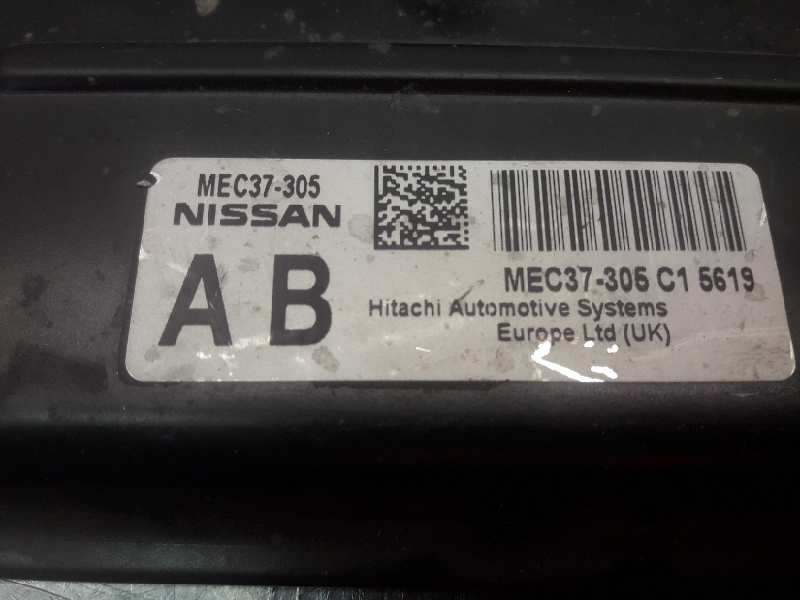 MEC37-305
NISSAN
A B
MEC37-305 C1 5619
Hitachi Automotive Systems
Europe Ltd (UK)